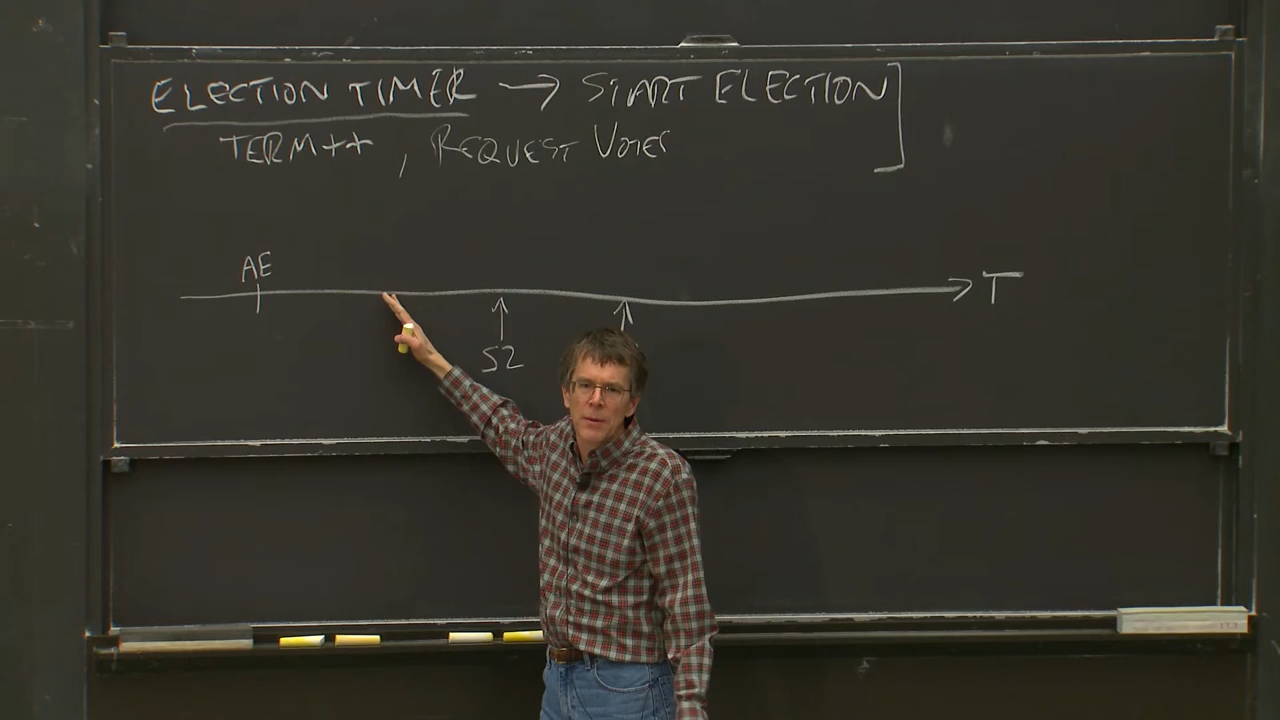 ELECTION TIMER → START ELECTION
TERM++, REQUEST VOTES
AE
T
S2